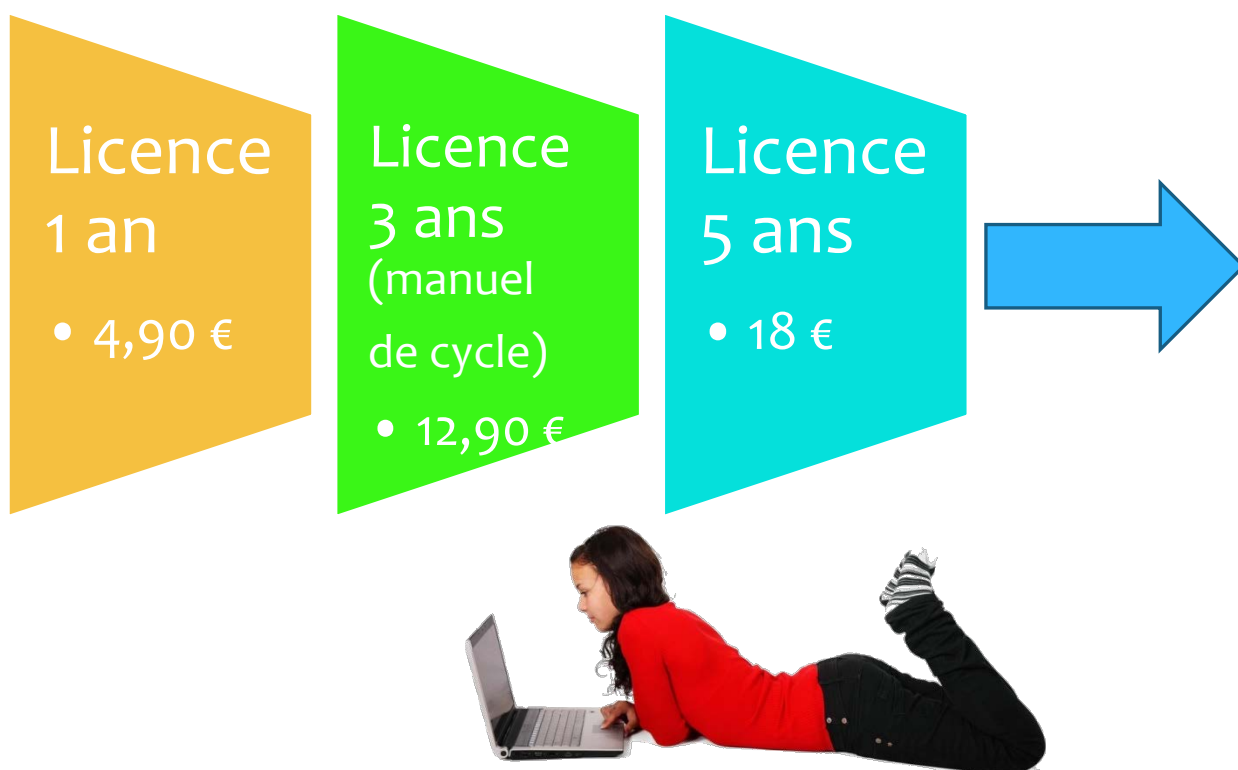 Licence
1 an
• 4,90 €
Licence
3 ans
(manuel
de cycle)
• 12,90 €
Licence
5 ans
• 18 €